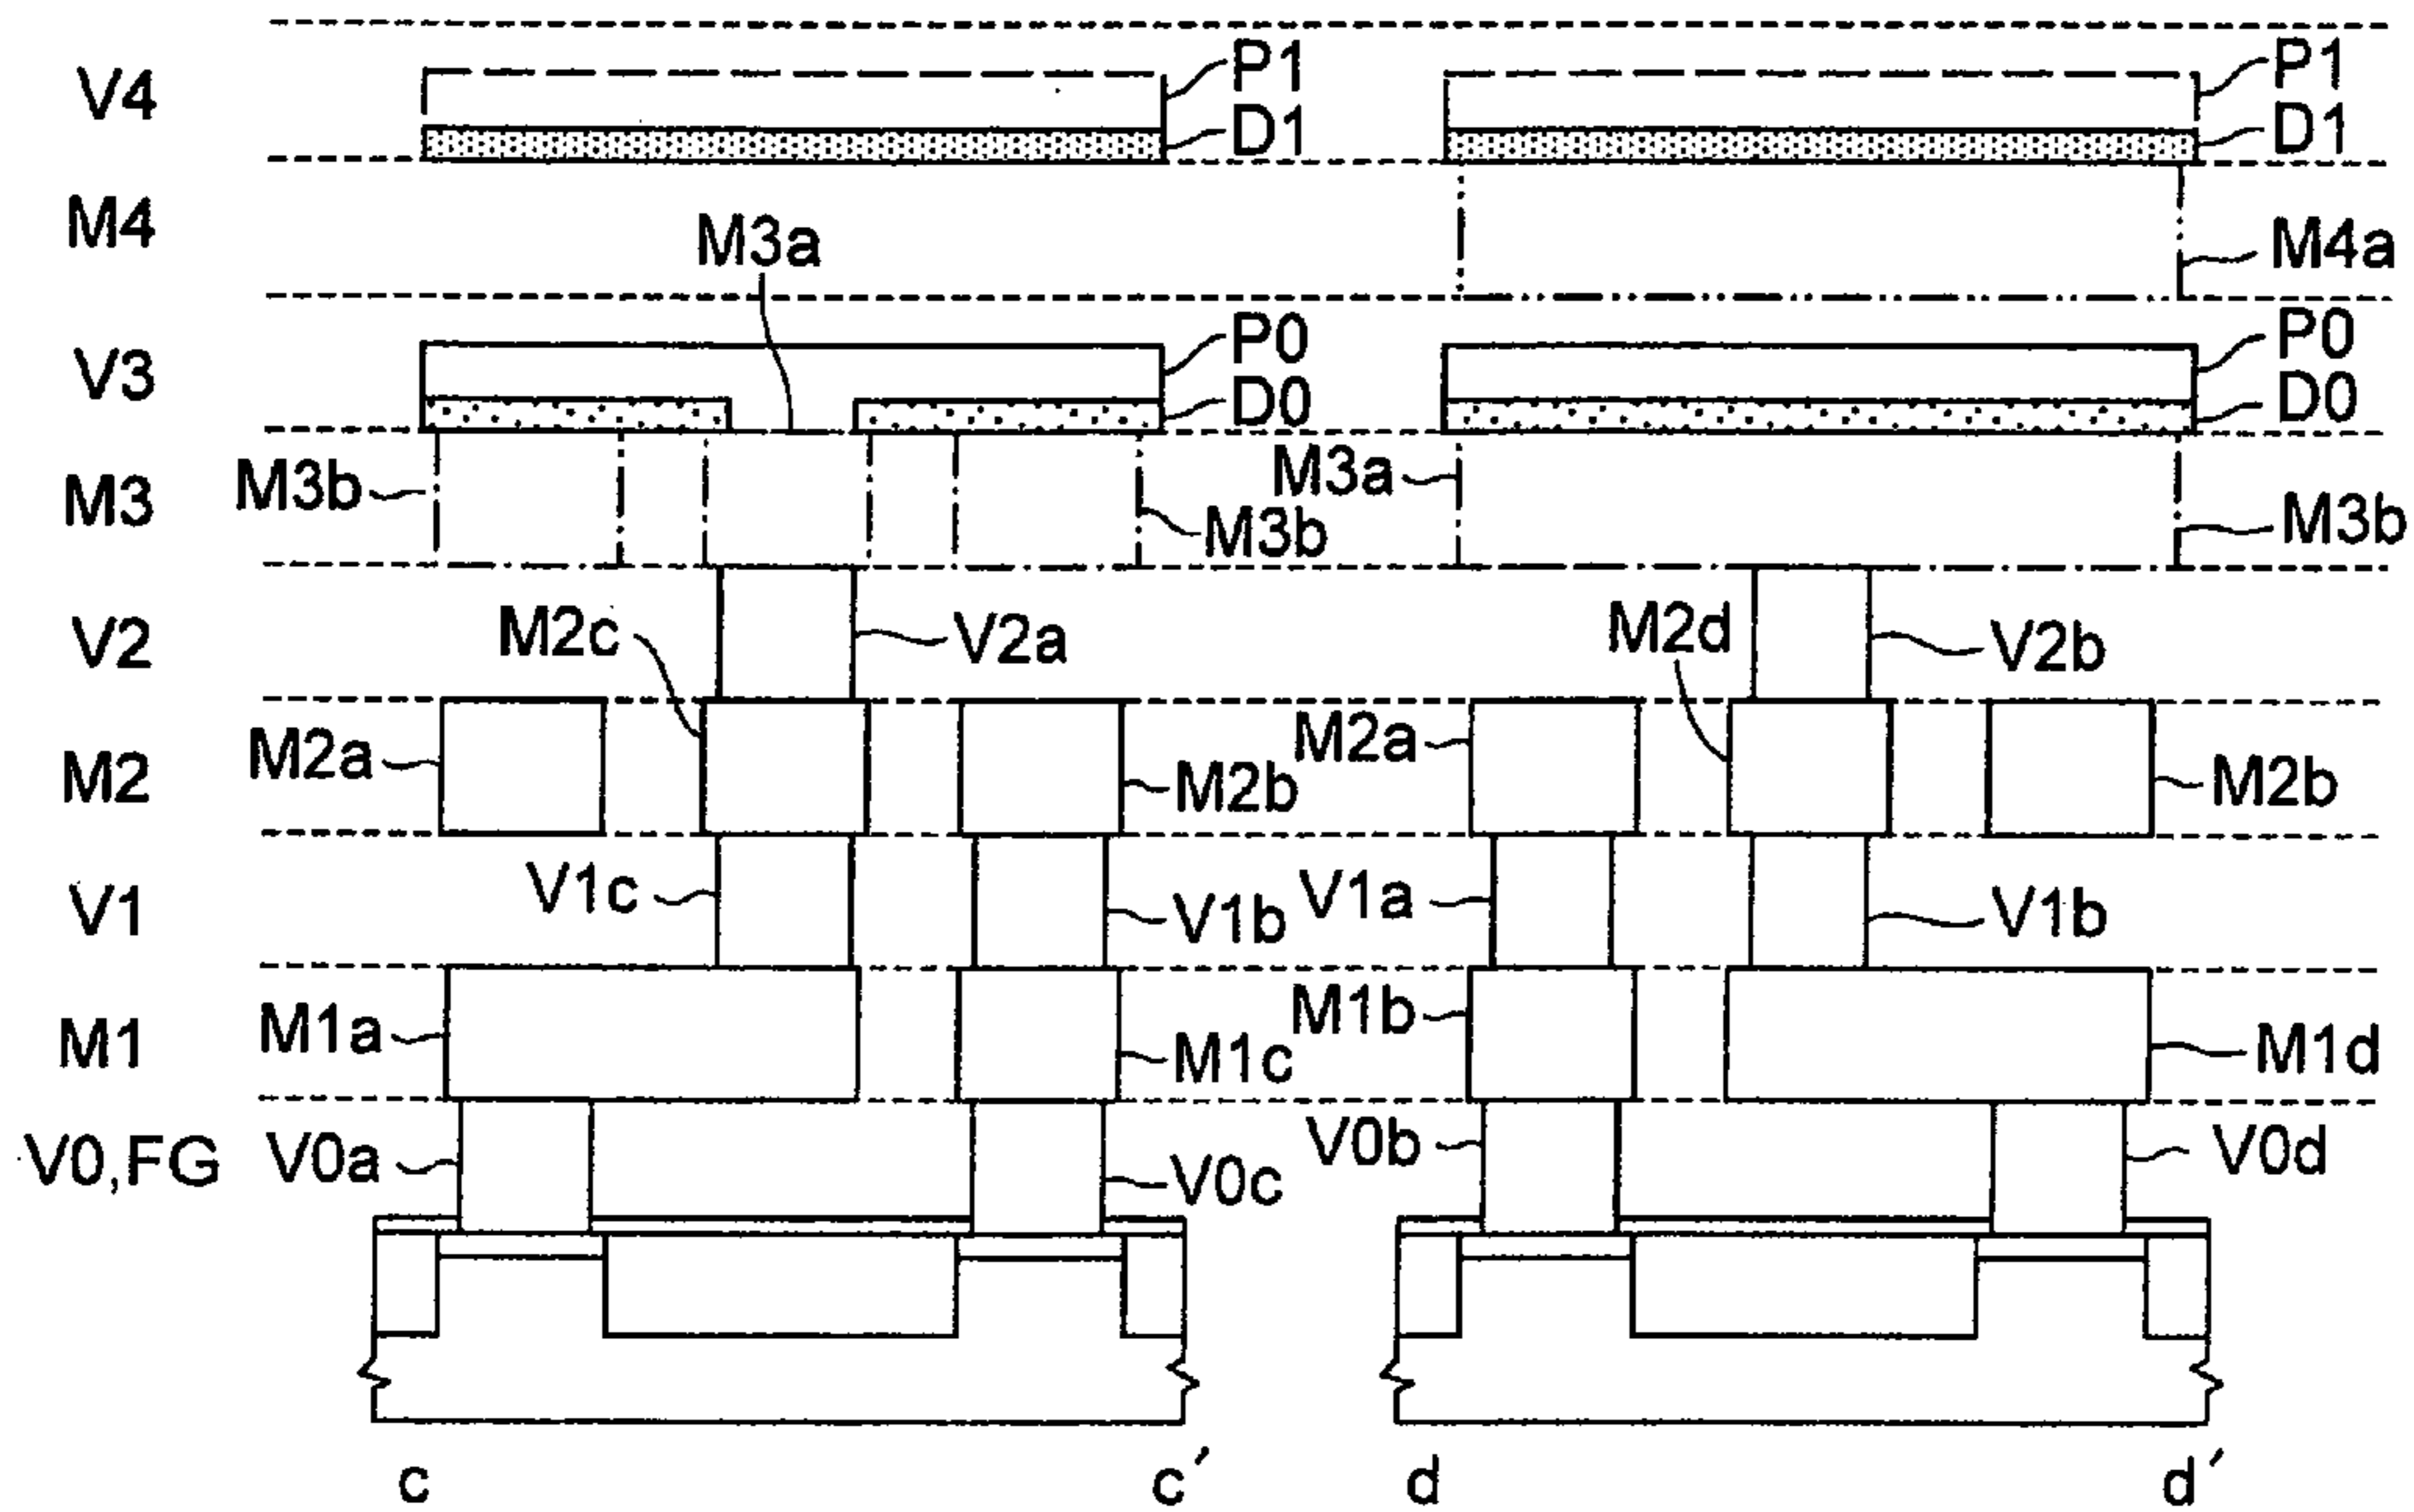 V4 P1 P1
D1 D1
M4 M3a M4a
V3 P0 P0
D0 D0
M3 M3b M3b M3a M3b
V2 M2c V2a M2d V2b
M2 M2a M2b M2a M2b
V1 V1c V1b V1a V1b
M1 M1a M1c M1b M1d
V0,FG V0a V0c V0b V0d
c c′ d d′